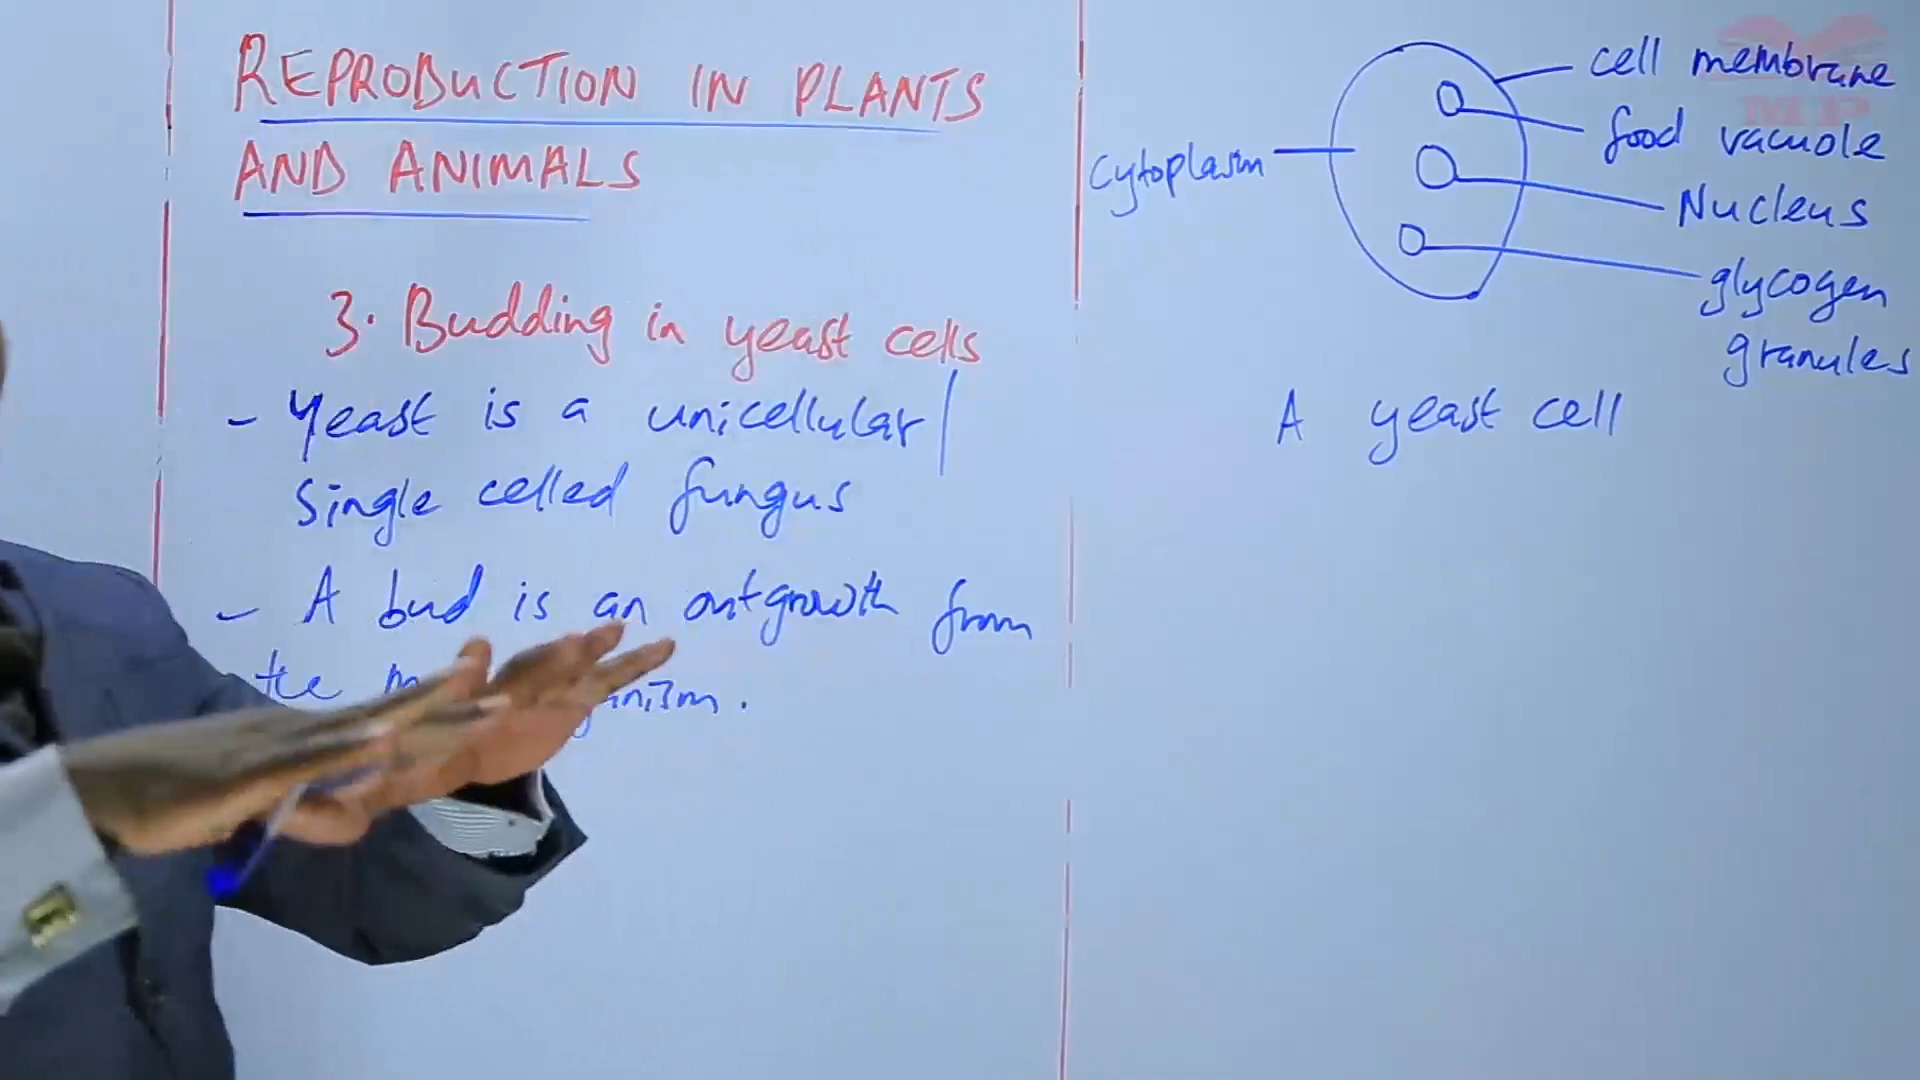 REPRODUCTION IN PLANTS
AND ANIMALS
3. Budding in yeast cells
- Yeast is a unicellular/
single celled fungus
- A bud is an outgrowth from
the
cell membrane
food vacuole
Cytoplasm
Nucleus
glycogen
granules
A yeast cell
MP